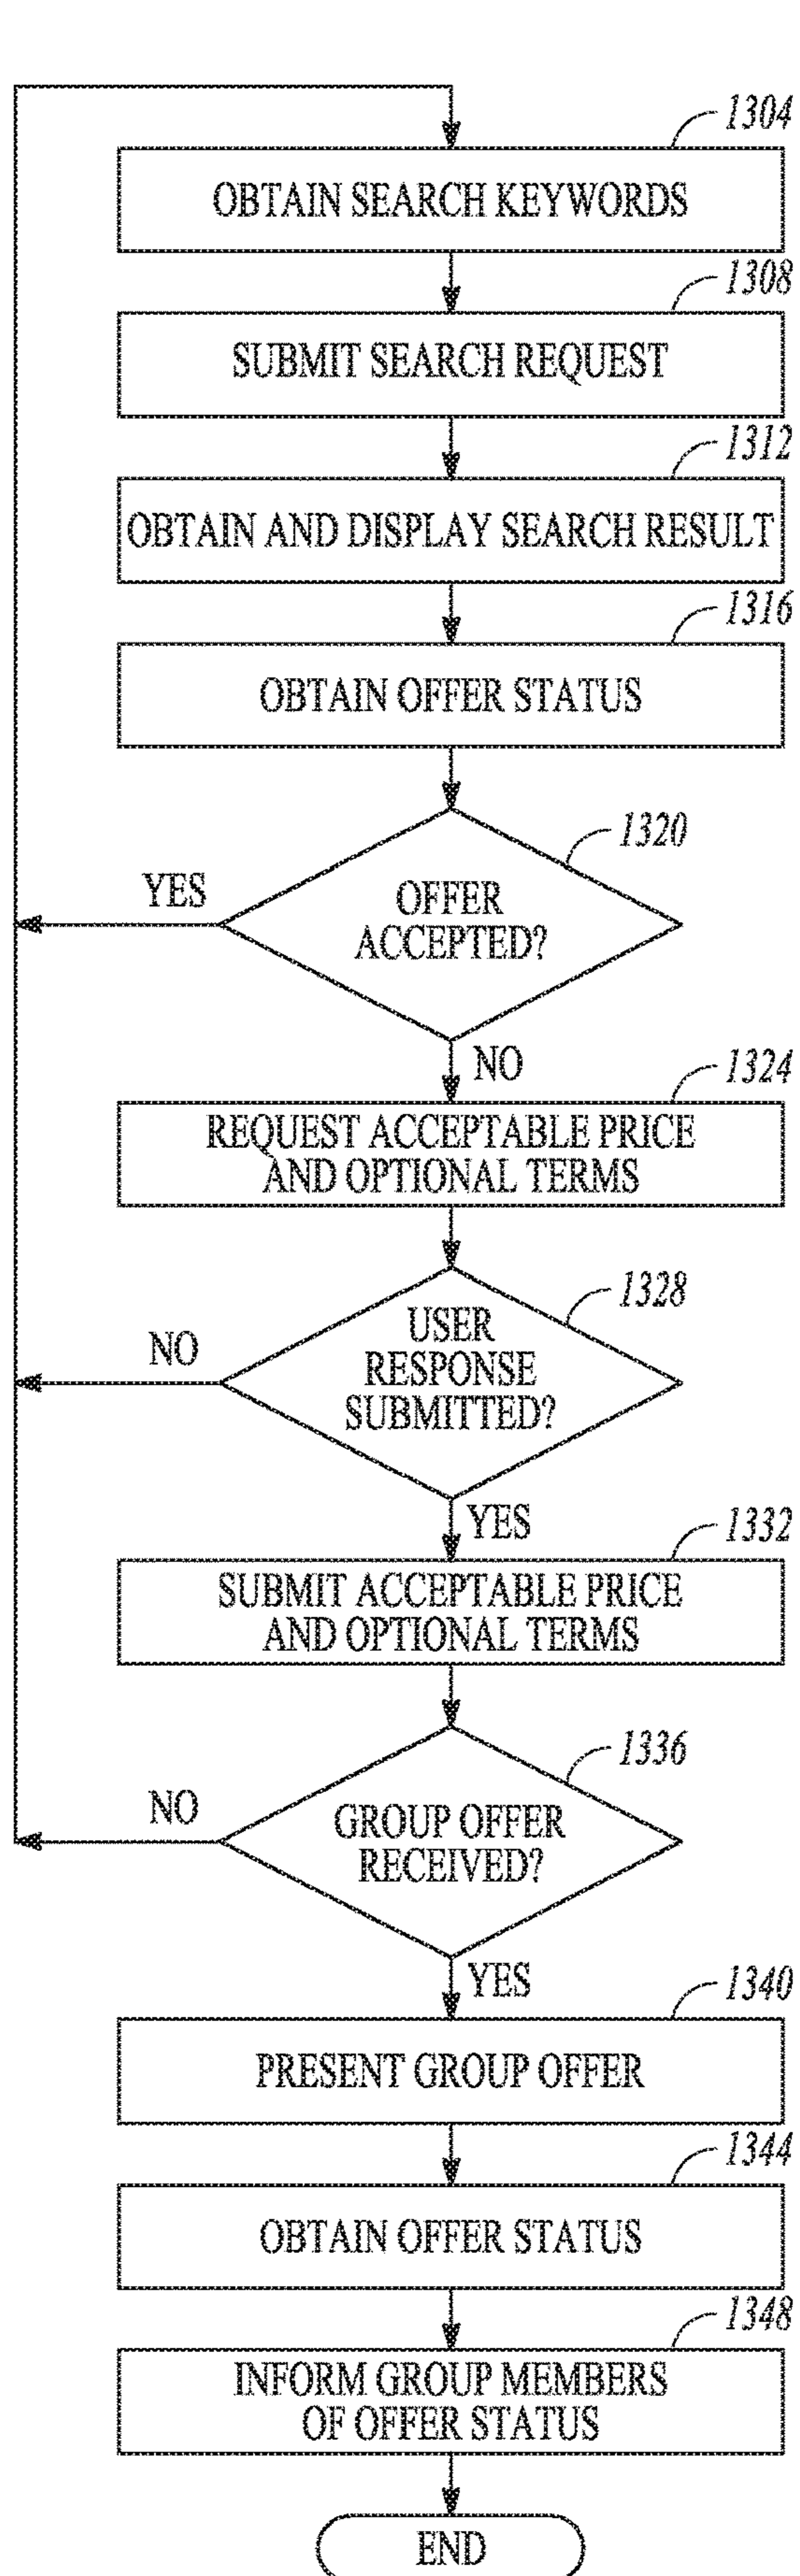 1304
OBTAIN SEARCH KEYWORDS
1308
SUBMIT SEARCH REQUEST
1312
OBTAIN AND DISPLAY SEARCH RESULT
1316
OBTAIN OFFER STATUS
1320
YES
OFFER
ACCEPTED?
NO
1324
REQUEST ACCEPTABLE PRICE
AND OPTIONAL TERMS
1328
NO
USER
RESPONSE
SUBMITTED?
YES
1332
SUBMIT ACCEPTABLE PRICE
AND OPTIONAL TERMS
1336
NO
GROUP OFFER
RECEIVED?
YES
1340
PRESENT GROUP OFFER
1344
OBTAIN OFFER STATUS
1348
INFORM GROUP MEMBERS
OF OFFER STATUS
END